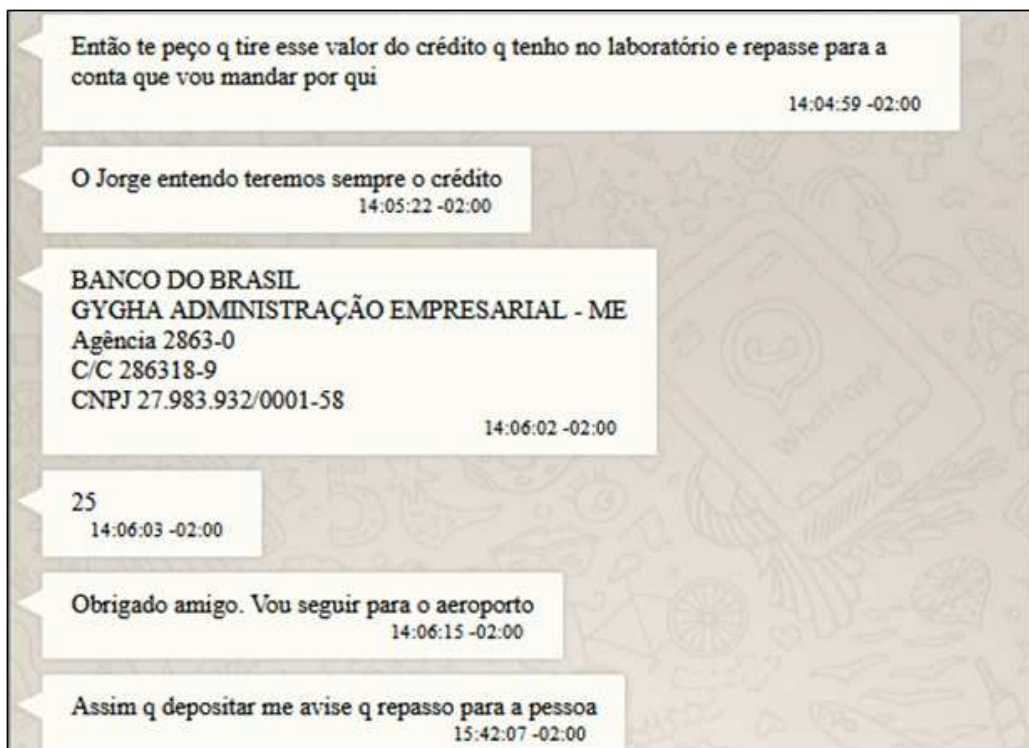 Então te peço q tire esse valor do crédito q tenho no laboratório e repasse para a
conta que vou mandar por qui
14:04:59 -02:00
O Jorge entendo teremos sempre o crédito
14:05:22 -02:00
BANCO DO BRASIL
GYGHA ADMINISTRAÇÃO EMPRESARIAL - ME
Agência 2863-0
C/C 286318-9
CNPJ 27.983.932/0001-58
14:06:02 -02:00
25
14:06:03 -02:00
Obrigado amigo. Vou seguir para o aeroporto
14:06:15 -02:00
Assim q depositar me avise q repasso para a pessoa
15:42:07 -02:00
WhatsApp